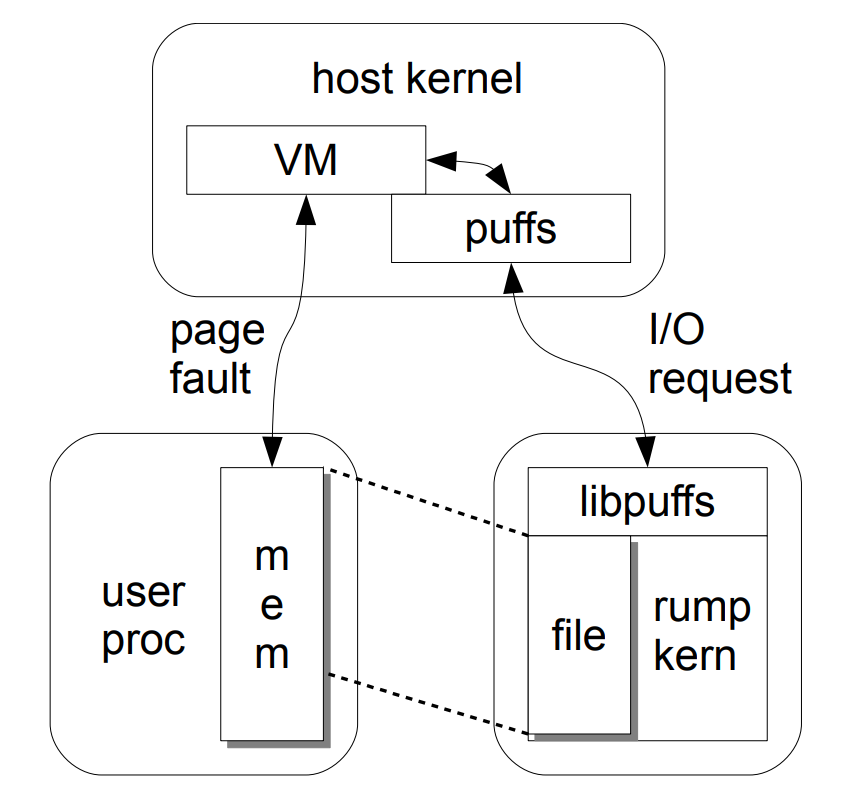 host kernel
VM
puffs
page
fault
I/O
request
user
proc
m
e
m
libpuffs
file
rump
kern